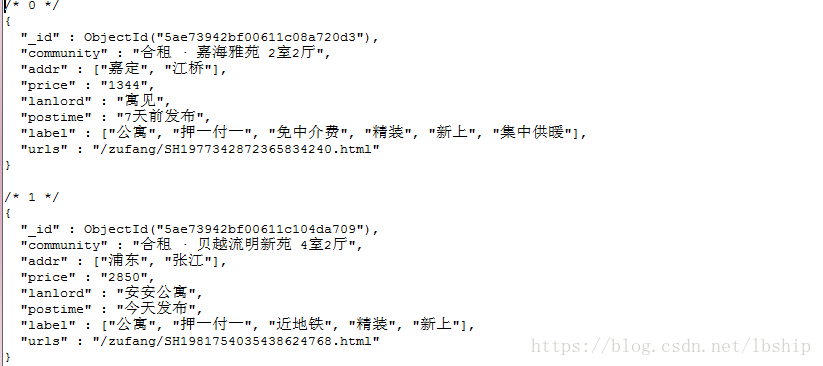 /* 0 */
{
  "_id" : ObjectId("5ae73942bf00611c08a720d3"),
  "community" : "合租 · 嘉海雅苑 2室2厅",
  "addr" : ["嘉定", "江桥"],
  "price" : "1344",
  "lanlord" : "寓见",
  "postime" : "7天前发布",
  "label" : ["公寓", "押一付一", "免中介费", "精装", "新上", "集中供暖"],
  "urls" : "/zufang/SH1977342872365834240.html"
}
/* 1 */
{
  "_id" : ObjectId("5ae73942bf00611c104da709"),
  "community" : "合租 · 贝越流明新苑 4室2厅",
  "addr" : ["浦东", "张江"],
  "price" : "2850",
  "lanlord" : "安安公寓",
  "postime" : "今天发布",
  "label" : ["公寓", "押一付一", "近地铁", "精装", "新上"],
  "urls" : "/zufang/SH1981754035438624768.html"
}
https://blog.csdn.net/lbship